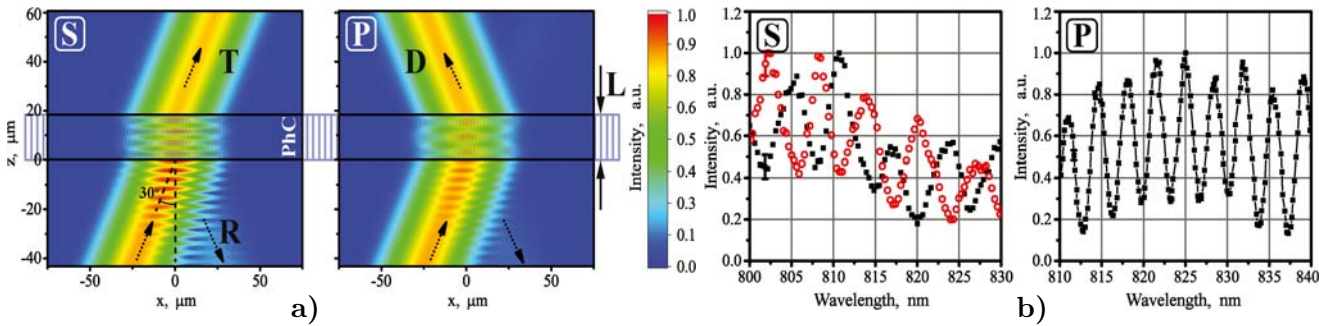 S
T
R
30°
PhC
60
40
20
0
-20
-40
z, μm
-50
0
50
x, μm
P
D
L
-50
0
50
x, μm
a)
1.0
0.9
0.8
0.7
0.6
0.5
0.4
0.3
0.2
0.1
0.0
Intensity, a.u.
S
1.0
0.8
0.6
0.4
0.2
0.0
Intensity, a.u.
800 805 810 815 820 825 830
Wavelength, nm
b)
P
1.0
0.8
0.6
0.4
0.2
0.0
Intensity, a.u.
810 815 820 825 830 835 840
Wavelength, nm